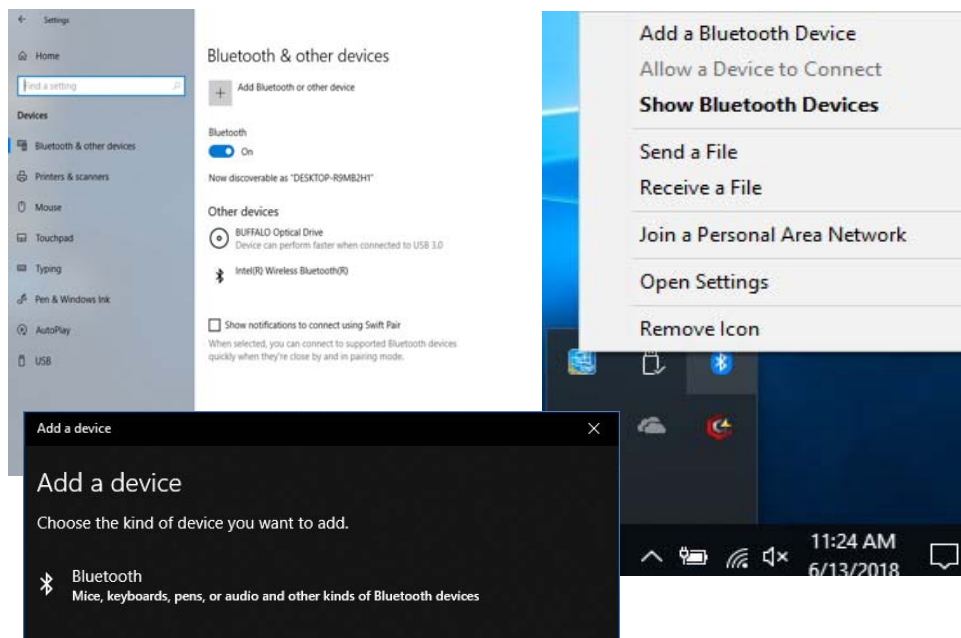 Settings
Home
Find a setting
Devices
Bluetooth & other devices
Printers & scanners
Mouse
Touchpad
Typing
Pen & Windows Ink
AutoPlay
USB
Bluetooth & other devices
Add Bluetooth or other device
Bluetooth
On
Now discoverable as "DESKTOP-R9MB2H1"
Other devices
BUFFALO Optical Drive
Device can perform faster when connected to USB 3.0
Intel(R) Wireless Bluetooth(R)
Show notifications to connect using Swift Pair
When selected, you can connect to supported Bluetooth devices
quickly when they're close by and in pairing mode.
Add a device
Add a device
Choose the kind of device you want to add.
Bluetooth
Mice, keyboards, pens, or audio and other kinds of Bluetooth devices
Add a Bluetooth Device
Allow a Device to Connect
Show Bluetooth Devices
Send a File
Receive a File
Join a Personal Area Network
Open Settings
Remove Icon
11:24 AM
6/13/2018